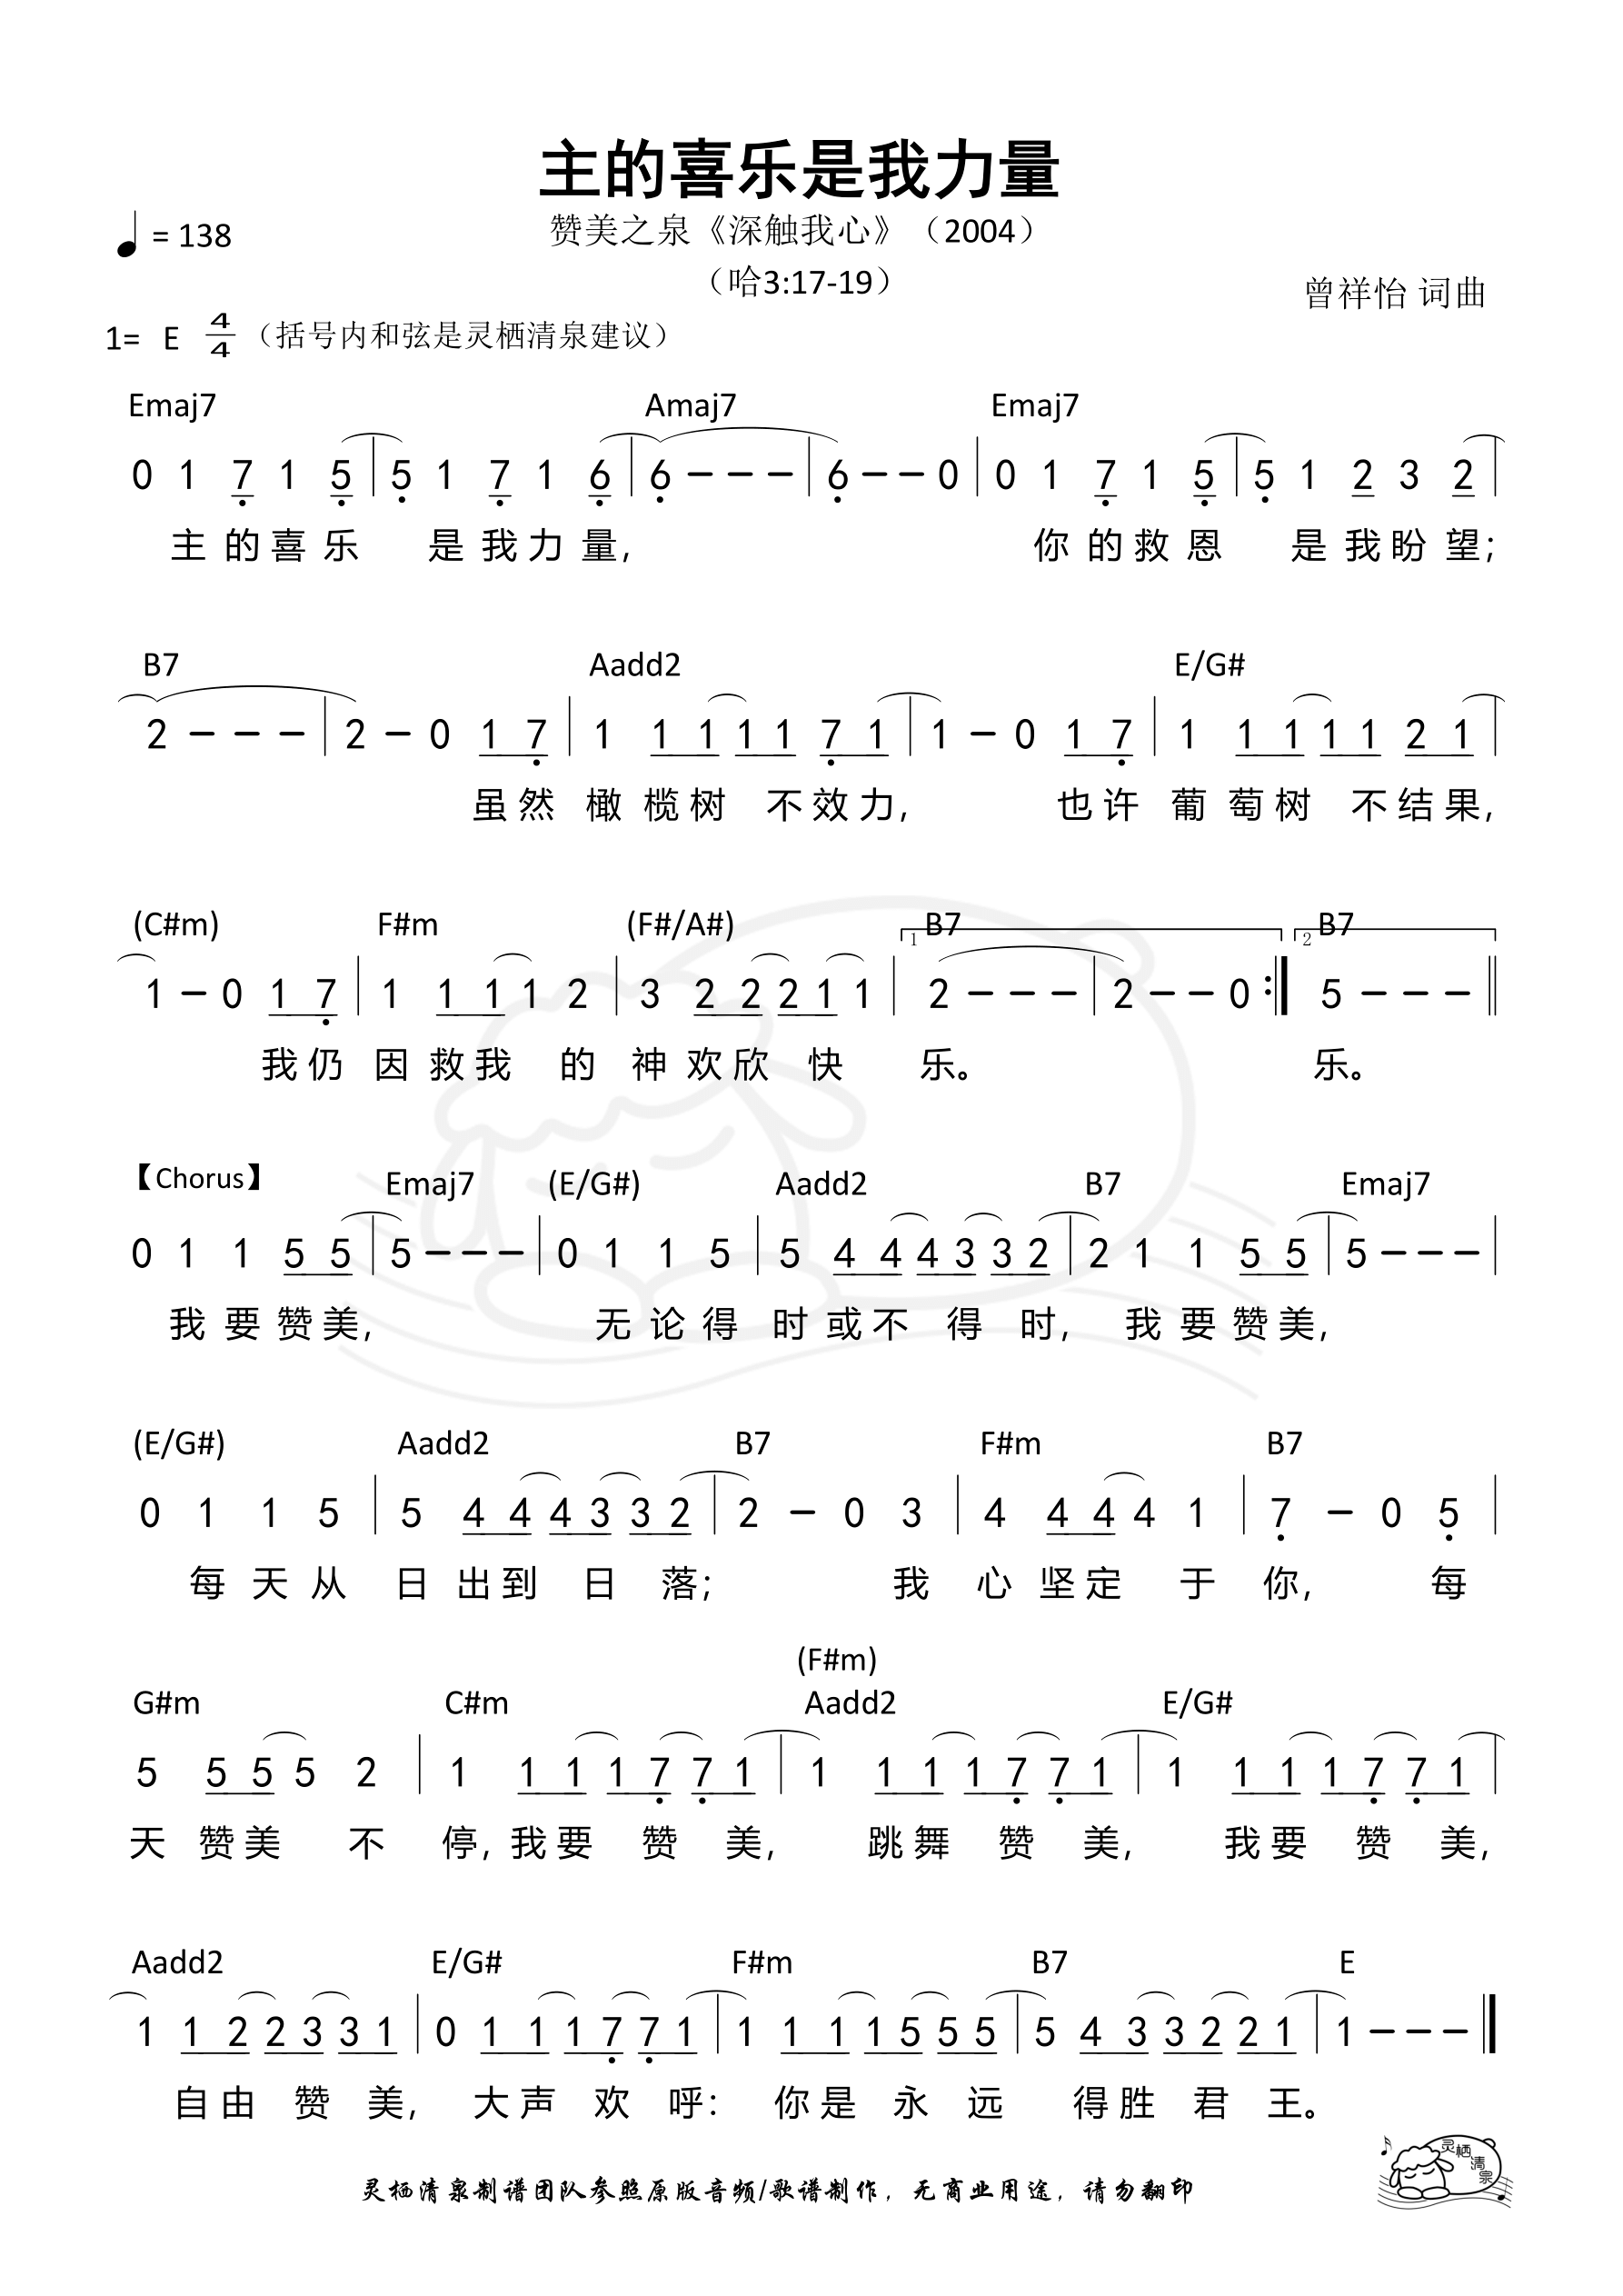 主的喜乐是我力量
♩ = 138
赞美之泉《深触我心》（2004）
（哈3:17-19）
曾祥怡 词曲
1= E 4/4 （括号内和弦是灵栖清泉建议）
Emaj7 Amaj7 Emaj7
0 1 7 1 5 | 5 1 7 1 6 | 6 - - - | 6 - - 0 | 0 1 7 1 5 | 5 1 2 3 2 |
主 的 喜 乐 是 我 力 量, 你 的 救 恩 是 我 盼 望;
B7 Aadd2 E/G#
2 - - - | 2 - 0 1 7 | 1 1 1 1 1 7 1 | 1 - 0 1 7 | 1 1 1 1 1 2 1 |
虽 然 橄 榄 树 不 效 力, 也 许 葡 萄 树 不 结 果,
(C#m) F#m (F#/A#) B7 B7
1 2
1 - 0 1 7 | 1 1 1 1 2 | 3 2 2 2 1 1 | 2 - - - | 2 - - 0 :| 5 - - - ||
我 仍 因 救 我 的 神 欢 欣 快 乐。 乐。
【Chorus】 Emaj7 (E/G#) Aadd2 B7 Emaj7
0 1 1 5 5 | 5 - - - | 0 1 1 5 | 5 4 4 4 3 3 2 | 2 1 1 5 5 | 5 - - - |
我 要 赞 美, 无 论 得 时 或 不 得 时, 我 要 赞 美,
(E/G#) Aadd2 B7 F#m B7
0 1 1 5 | 5 4 4 4 3 3 2 | 2 - 0 3 | 4 4 4 4 1 | 7 - 0 5 |
每 天 从 日 出 到 日 落; 我 心 坚 定 于 你, 每
(F#m)
G#m C#m Aadd2 E/G#
5 5 5 5 2 | 1 1 1 1 7 7 1 | 1 1 1 1 7 7 1 | 1 1 1 1 7 7 1 |
天 赞 美 不 停, 我 要 赞 美, 跳 舞 赞 美, 我 要 赞 美,
Aadd2 E/G# F#m B7 E
1 1 2 2 3 3 1 | 0 1 1 1 7 7 1 | 1 1 1 1 5 5 5 | 5 4 3 3 2 2 1 | 1 - - - ||
自 由 赞 美, 大 声 欢 呼: 你 是 永 远 得 胜 君 王。
灵栖清泉
灵栖清泉制谱团队参照原版音频/歌谱制作，无商业用途，请勿翻印